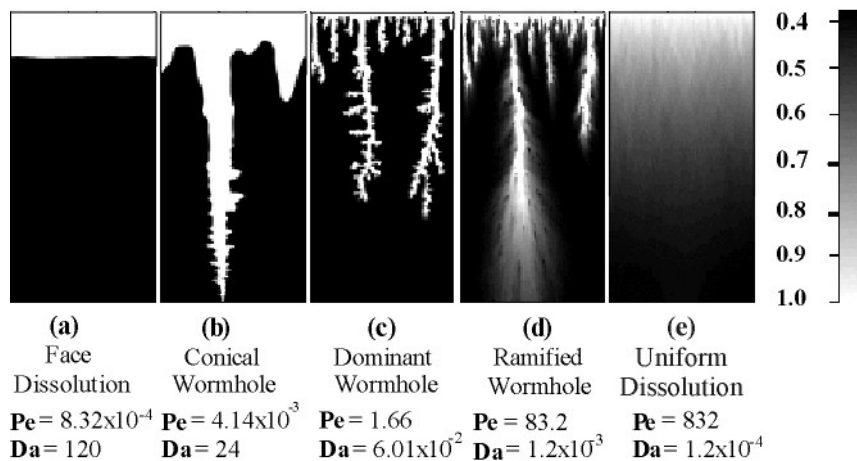 0.4
0.5
0.6
0.7
0.8
0.9
1.0
(a)
Face
Dissolution
Pe = 8.32x10⁻⁴
Da = 120
(b)
Conical
Wormhole
Pe = 4.14x10⁻³
Da = 24
(c)
Dominant
Wormhole
Pe = 1.66
Da = 6.01x10⁻²
(d)
Ramified
Wormhole
Pe = 83.2
Da = 1.2x10⁻³
(e)
Uniform
Dissolution
Pe = 832
Da = 1.2x10⁻⁴